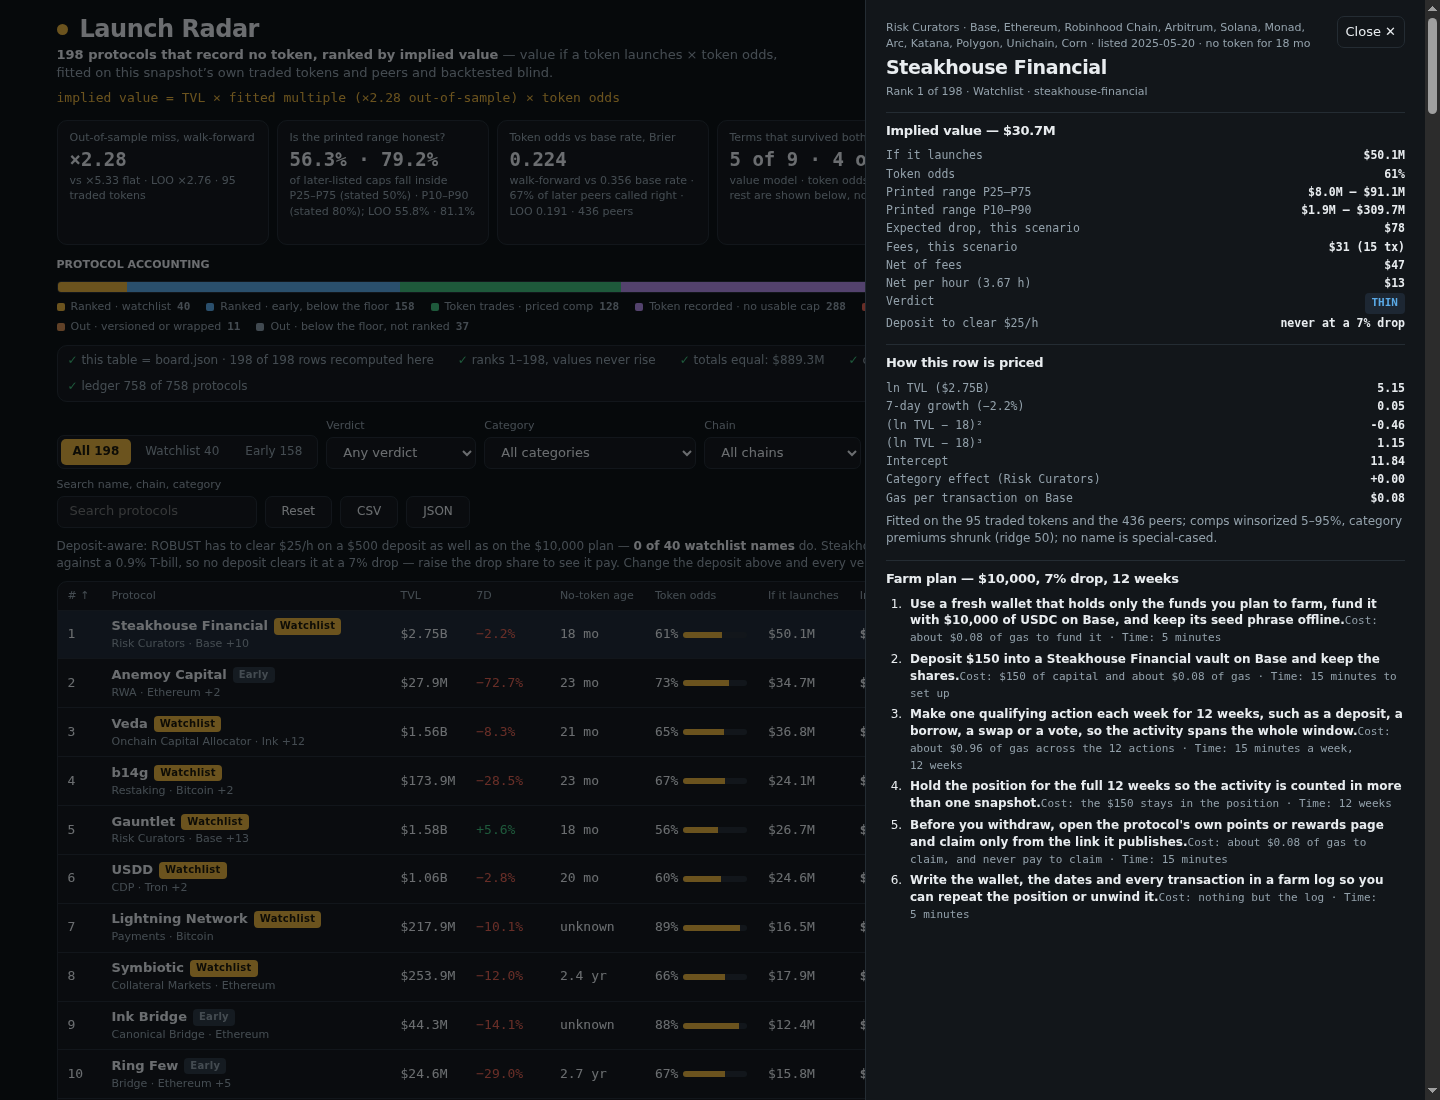 Launch Radar
198 protocols that record no token, ranked by implied value — value if a token launches × token odds,
fitted on this snapshot's own traded tokens and peers and backtested blind.
implied value = TVL × fitted multiple (×2.28 out-of-sample) × token odds
Out-of-sample miss, walk-forward
×2.28
vs ×5.33 flat · LOO ×2.76 · 95
traded tokens
Is the printed range honest?
56.3% · 79.2%
of later-listed caps fall inside
P25–P75 (stated 50%) · P10–P90
(stated 80%); LOO 55.8% · 81.1%
Token odds vs base rate, Brier
0.224
walk-forward vs 0.356 base rate ·
67% of later peers called right ·
LOO 0.191 · 436 peers
Terms that survived both
5 of 9 · 4 o
value model · token odds
rest are shown below, no
PROTOCOL ACCOUNTING
Ranked · watchlist 40
Ranked · early, below the floor 158
Token trades · priced comp 128
Token recorded · no usable cap 288
Out · versioned or wrapped 11
Out · below the floor, not ranked 37
✓ this table = board.json · 198 of 198 rows recomputed here
✓ ranks 1–198, values never rise
✓ totals equal: $889.3M
✓
✓ ledger 758 of 758 protocols
All 198
Watchlist 40
Early 158
Verdict
Any verdict
Category
All categories
Chain
All chains
Search name, chain, category
Search protocols
Reset
CSV
JSON
Deposit-aware: ROBUST has to clear $25/h on a $500 deposit as well as on the $10,000 plan — 0 of 40 watchlist names do. Steakh
against a 0.9% T-bill, so no deposit clears it at a 7% drop — raise the drop share to see it pay. Change the deposit above and every ve
# ↑ Protocol TVL 7D No-token age Token odds If it launches
1 Steakhouse Financial Watchlist $2.75B −2.2% 18 mo 61% $50.1M
Risk Curators · Base +10
2 Anemoy Capital Early $27.9M −72.7% 23 mo 73% $34.7M
RWA · Ethereum +2
3 Veda Watchlist $1.56B −8.3% 21 mo 65% $36.8M
Onchain Capital Allocator · Ink +12
4 b14g Watchlist $173.9M −28.5% 23 mo 67% $24.1M
Restaking · Bitcoin +2
5 Gauntlet Watchlist $1.58B +5.6% 18 mo 56% $26.7M
Risk Curators · Base +13
6 USDD Watchlist $1.06B −2.8% 20 mo 60% $24.6M
CDP · Tron +2
7 Lightning Network Watchlist $217.9M −10.1% unknown 89% $16.5M
Payments · Bitcoin
8 Symbiotic Watchlist $253.9M −12.0% 2.4 yr 66% $17.9M
Collateral Markets · Ethereum
9 Ink Bridge Early $44.3M −14.1% unknown 88% $12.4M
Canonical Bridge · Ethereum
10 Ring Few Early $24.6M −29.0% 2.7 yr 67% $15.8M
Bridge · Ethereum +5
Risk Curators · Base, Ethereum, Robinhood Chain, Arbitrum, Solana, Monad,
Arc, Katana, Polygon, Unichain, Corn · listed 2025-05-20 · no token for 18 mo
Close ✕
Steakhouse Financial
Rank 1 of 198 · Watchlist · steakhouse-financial
Implied value — $30.7M
If it launches $50.1M
Token odds 61%
Printed range P25–P75 $8.0M – $91.1M
Printed range P10–P90 $1.9M – $309.7M
Expected drop, this scenario $78
Fees, this scenario $31 (15 tx)
Net of fees $47
Net per hour (3.67 h) $13
Verdict THIN
Deposit to clear $25/h never at a 7% drop
How this row is priced
ln TVL ($2.75B) 5.15
7-day growth (−2.2%) 0.05
(ln TVL − 18)² -0.46
(ln TVL − 18)³ 1.15
Intercept 11.84
Category effect (Risk Curators) +0.00
Gas per transaction on Base $0.08
Fitted on the 95 traded tokens and the 436 peers; comps winsorized 5–95%, category
premiums shrunk (ridge 50); no name is special-cased.
Farm plan — $10,000, 7% drop, 12 weeks
1. Use a fresh wallet that holds only the funds you plan to farm, fund it
with $10,000 of USDC on Base, and keep its seed phrase offline.Cost:
about $0.08 of gas to fund it · Time: 5 minutes
2. Deposit $150 into a Steakhouse Financial vault on Base and keep the
shares.Cost: $150 of capital and about $0.08 of gas · Time: 15 minutes to
set up
3. Make one qualifying action each week for 12 weeks, such as a deposit, a
borrow, a swap or a vote, so the activity spans the whole window.Cost:
about $0.96 of gas across the 12 actions · Time: 15 minutes a week,
12 weeks
4. Hold the position for the full 12 weeks so the activity is counted in more
than one snapshot.Cost: the $150 stays in the position · Time: 12 weeks
5. Before you withdraw, open the protocol's own points or rewards page
and claim only from the link it publishes.Cost: about $0.08 of gas to
claim, and never pay to claim · Time: 15 minutes
6. Write the wallet, the dates and every transaction in a farm log so you
can repeat the position or unwind it.Cost: nothing but the log · Time:
5 minutes